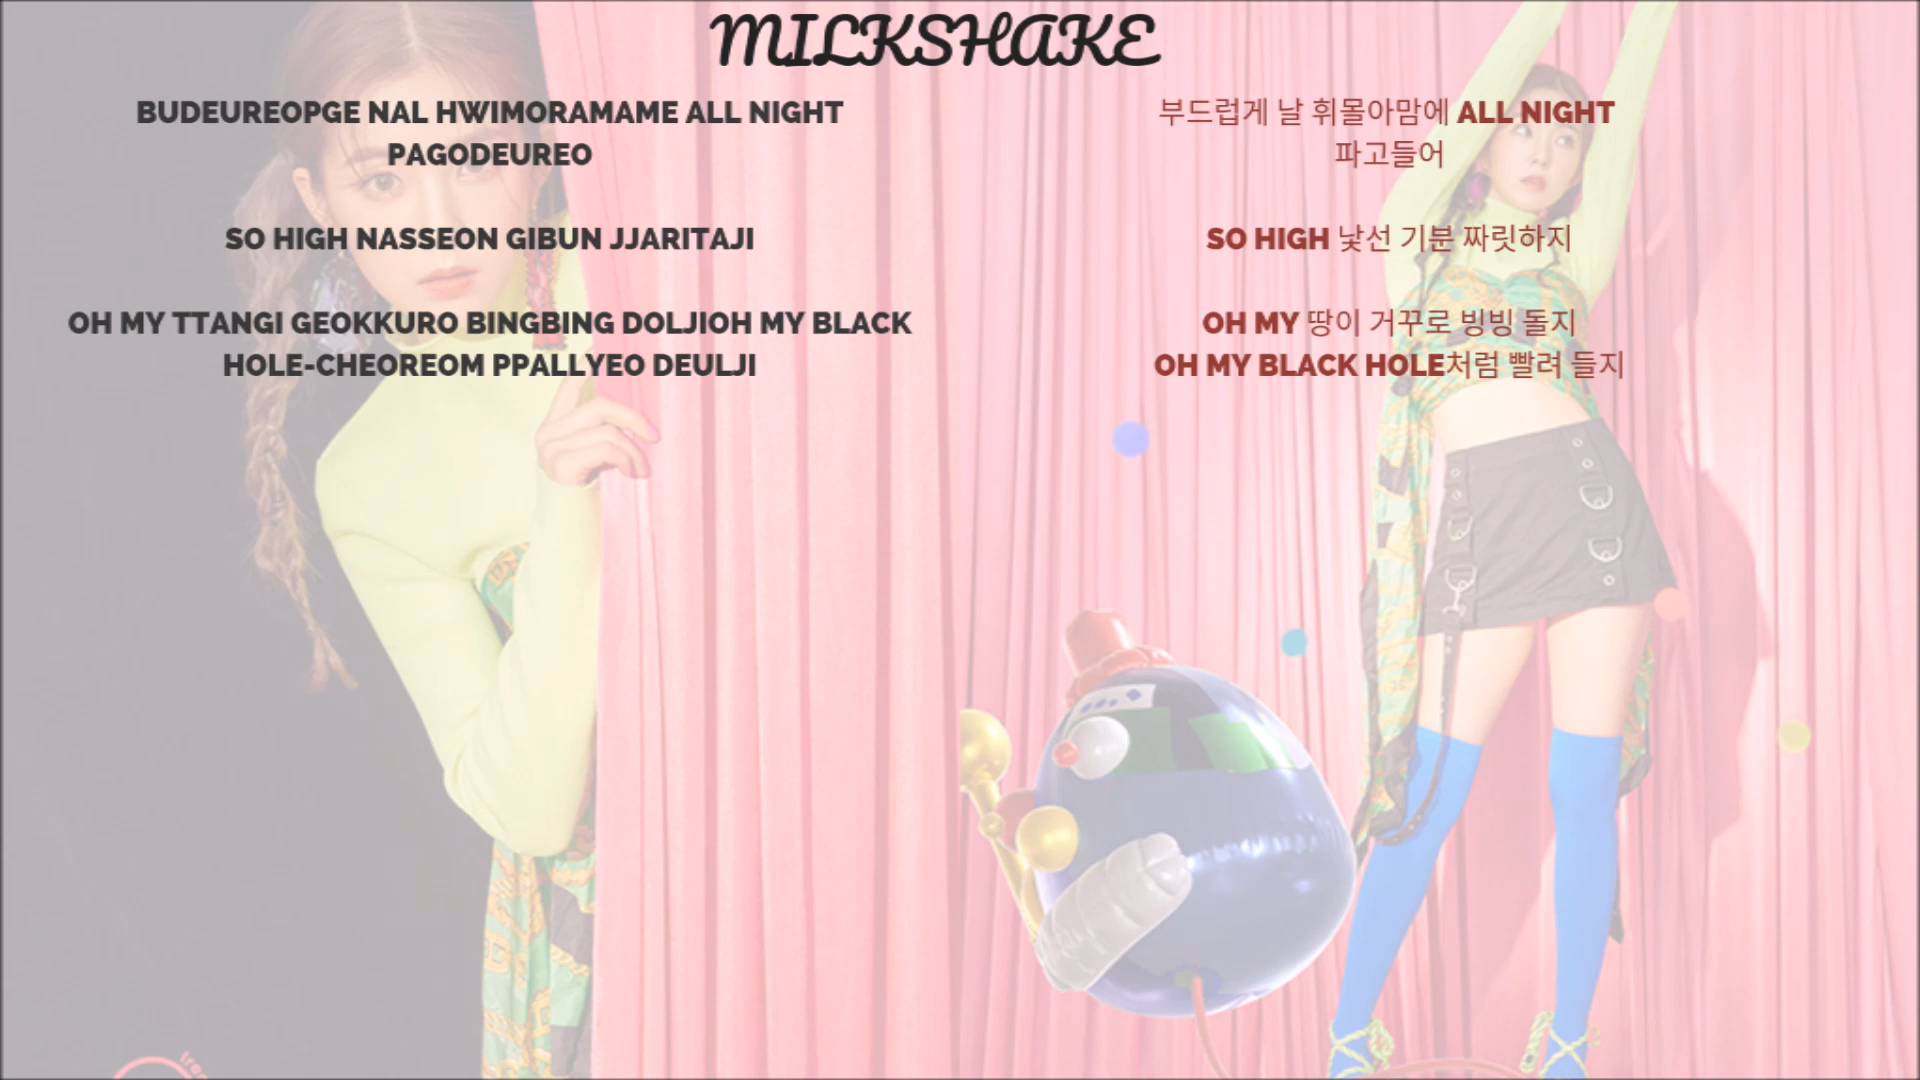 MILKSHAKE
BUDEUREOPGE NAL HWIMORAMAME ALL NIGHT
PAGODEUREO
SO HIGH NASSEON GIBUN JJARITAJI
OH MY TTANGI GEOKKURO BINGBING DOLJIOH MY BLACK
HOLE-CHEOREOM PPALLYEO DEULJI
부드럽게 날 휘몰아맘에 ALL NIGHT
파고들어
SO HIGH 낯선 기분 짜릿하지
OH MY 땅이 거꾸로 빙빙 돌지
OH MY BLACK HOLE처럼 빨려 들지